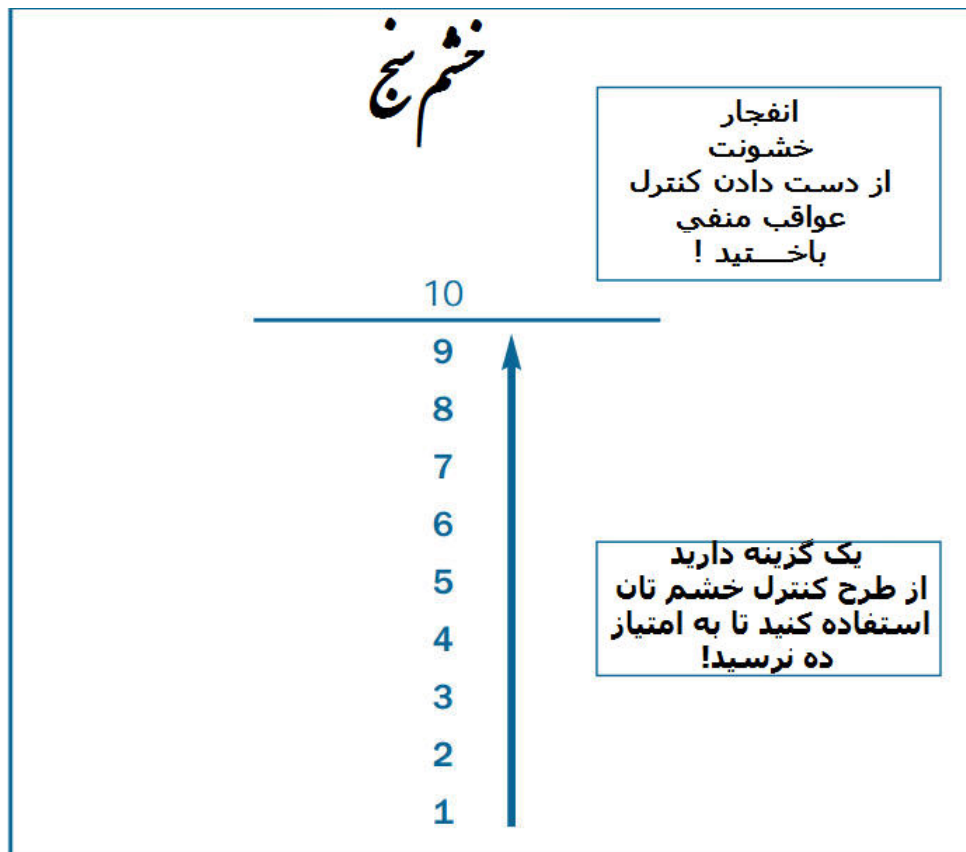 خشم سنج
انفجار
خشونت
از دست دادن کنترل
عواقب منفي
باخـــتید !
10
9
8
7
6
5
4
3
2
1
یک گزینه دارید
از طرح کنترل خشم تان
استفاده کنید تا به امتیاز
ده نرسید!